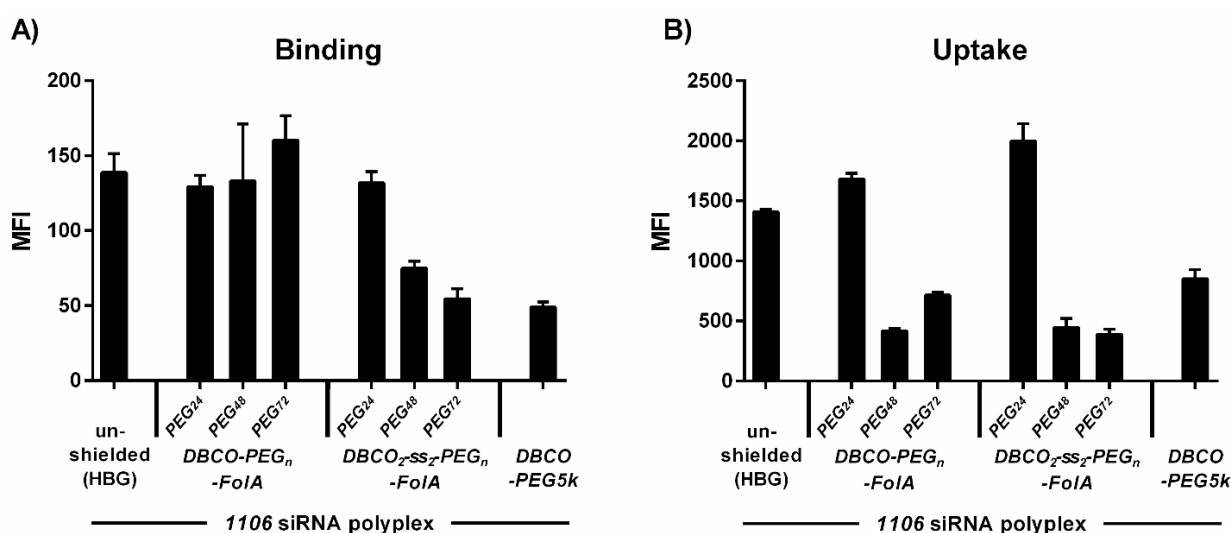 A)
Binding
MFI
200
150
100
50
0
PEG24 PEG48 PEG72 PEG24 PEG48 PEG72
un-
shielded
(HBG)
DBCO-PEGn
-FolA
DBCO2-ss2-PEGn
-FolA
DBCO
-PEG5k
1106 siRNA polyplex
B)
Uptake
MFI
2500
2000
1500
1000
500
0
PEG24 PEG48 PEG72 PEG24 PEG48 PEG72
un-
shielded
(HBG)
DBCO-PEGn
-FolA
DBCO2-ss2-PEGn
-FolA
DBCO
-PEG5k
1106 siRNA polyplex